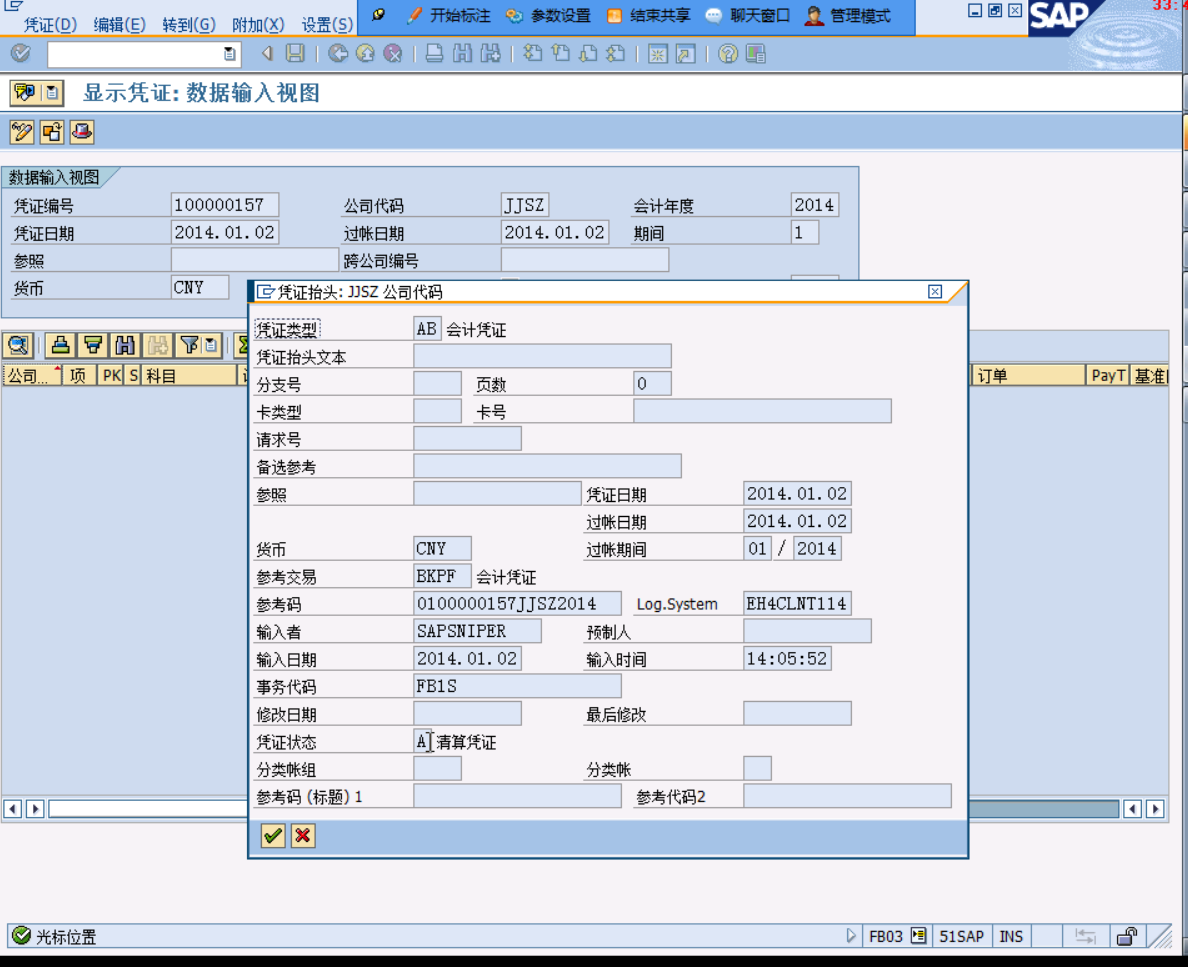 33:4
凭证(D) 编辑(E) 转到(G) 附加(X) 设置(S) 开始标注 参数设置 结束共享 聊天窗口 管理模式 SAP
显示凭证: 数据输入视图
数据输入视图
凭证编号 100000157 公司代码 JJSZ 会计年度 2014
凭证日期 2014.01.02 过帐日期 2014.01.02 期间 1
参照 跨公司编号
货币 CNY
凭证抬头: JJSZ 公司代码
凭证类型 AB 会计凭证
凭证抬头文本
分支号 页数 0
公司... 项 PK S 科目 订单 PayT 基准
卡类型 卡号
请求号
备选参考
参照 凭证日期 2014.01.02
过帐日期 2014.01.02
货币 CNY 过帐期间 01 / 2014
参考交易 BKPF 会计凭证
参考码 0100000157JJSZ2014 Log.System EH4CLNT114
输入者 SAPSNIPER 预制人
输入日期 2014.01.02 输入时间 14:05:52
事务代码 FB1S
修改日期 最后修改
凭证状态 A 清算凭证
分类帐组 分类帐
参考码 (标题) 1 参考代码2
光标位置 FB03 51SAP INS